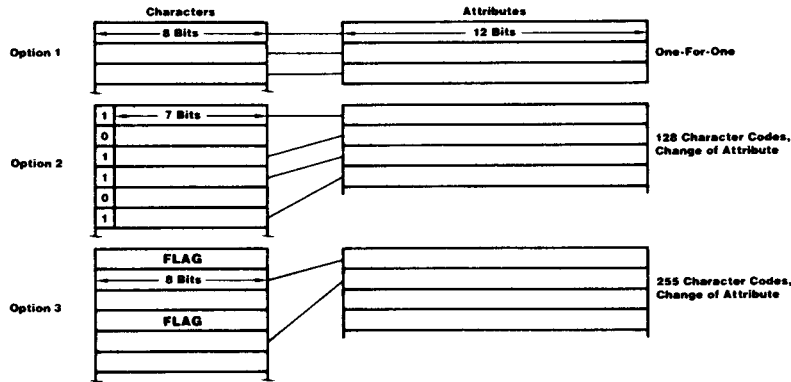 Characters Attributes
Option 1 8 Bits 12 Bits One-For-One
Option 2
1 7 Bits
0
1
1
0
1
128 Character Codes,
Change of Attribute
Option 3
FLAG
8 Bits
FLAG
255 Character Codes,
Change of Attribute